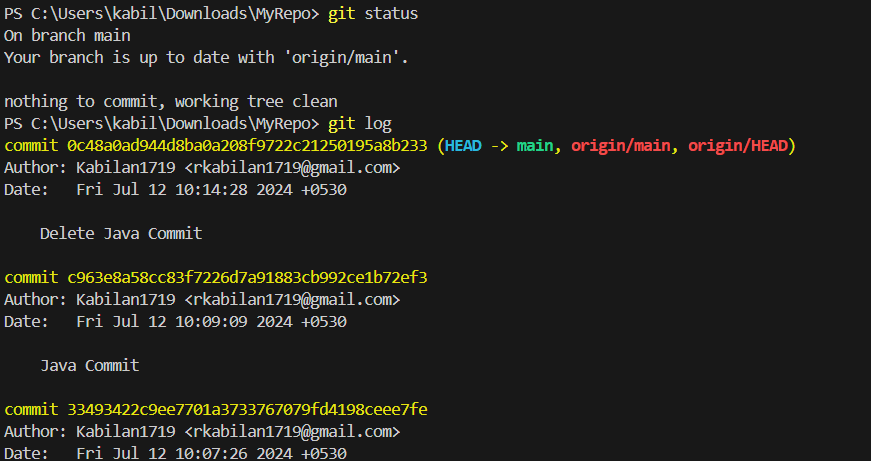 PS C:\Users\kabil\Downloads\MyRepo> git status
On branch main
Your branch is up to date with 'origin/main'.
nothing to commit, working tree clean
PS C:\Users\kabil\Downloads\MyRepo> git log
commit 0c48a0ad944d8ba0a208f9722c21250195a8b233 (HEAD -> main, origin/main, origin/HEAD)
Author: Kabilan1719 <rkabilan1719@gmail.com>
Date:   Fri Jul 12 10:14:28 2024 +0530
    Delete Java Commit
commit c963e8a58cc83f7226d7a91883cb992ce1b72ef3
Author: Kabilan1719 <rkabilan1719@gmail.com>
Date:   Fri Jul 12 10:09:09 2024 +0530
    Java Commit
commit 33493422c9ee7701a3733767079fd4198ceee7fe
Author: Kabilan1719 <rkabilan1719@gmail.com>
Date:   Fri Jul 12 10:07:26 2024 +0530